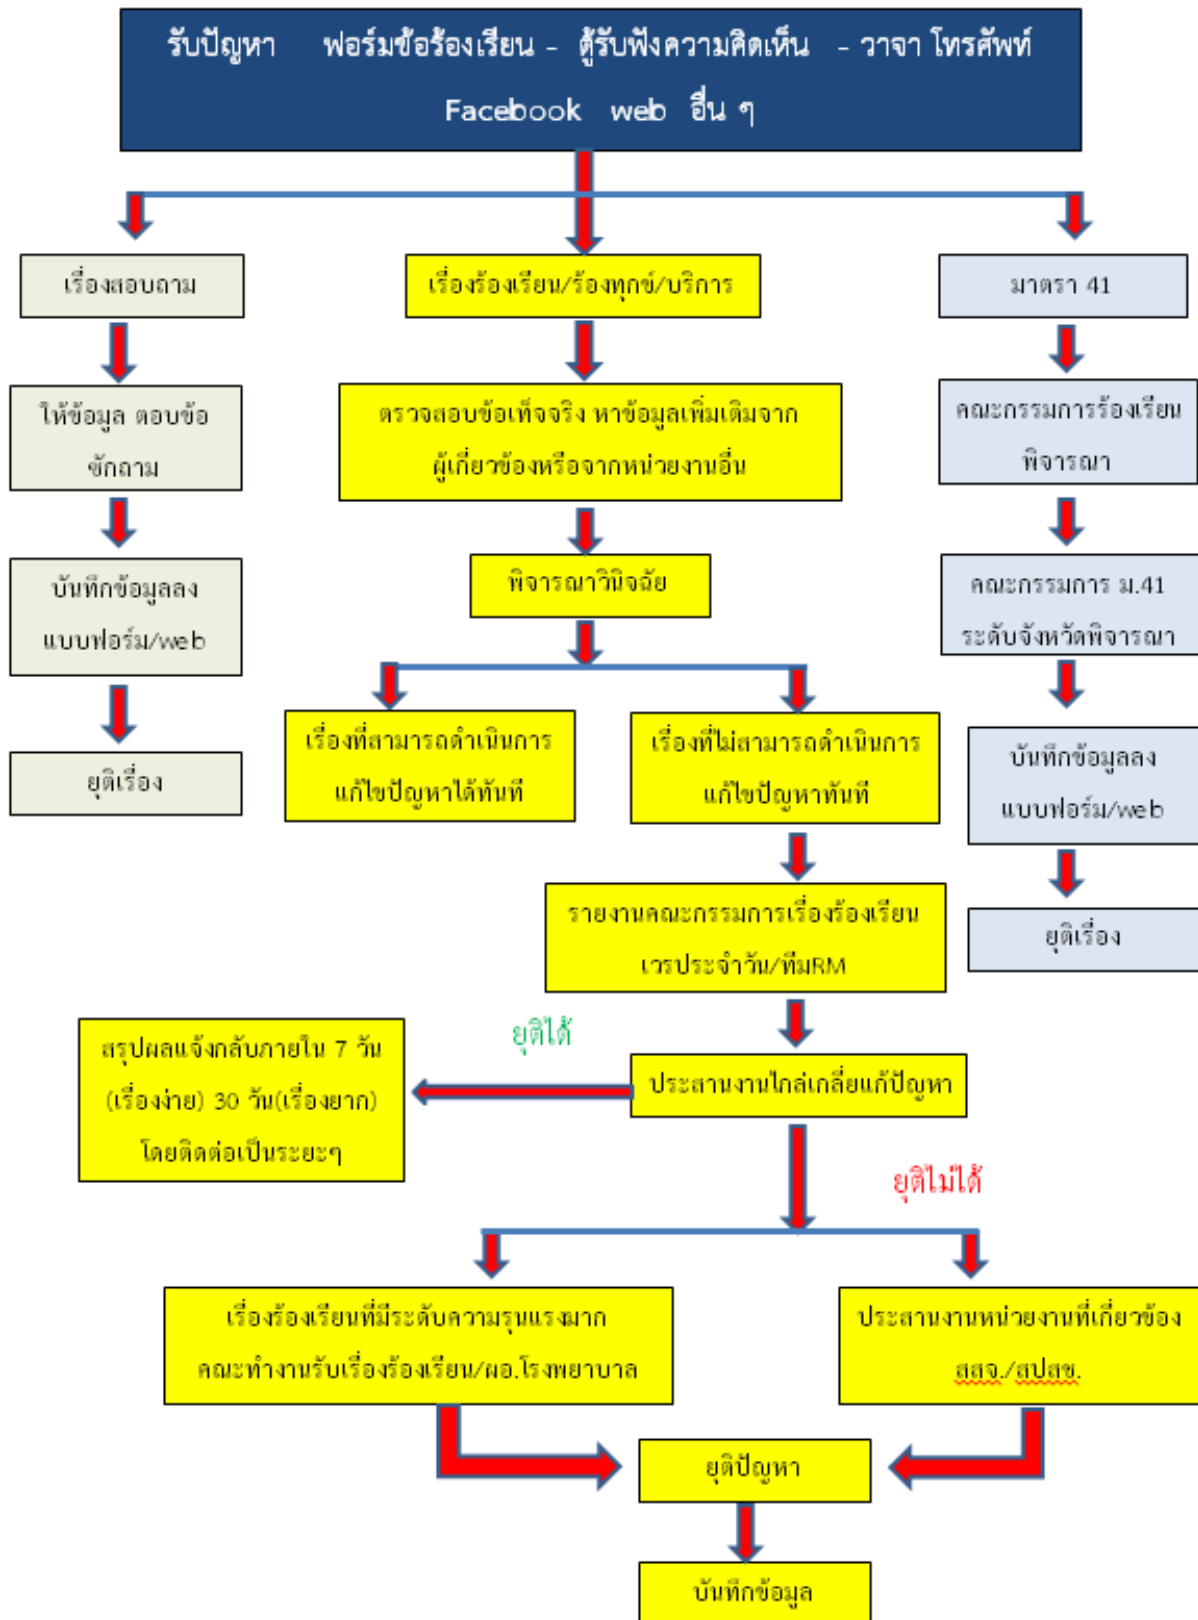 รับปัญหา ฟอร์มข้อร้องเรียน - ตู้รับฟังความคิดเห็น - วาจา โทรศัพท์
Facebook web อื่น ๆ
เรื่องสอบถาม
เรื่องร้องเรียน/ร้องทุกข์/บริการ
มาตรา 41
ให้ข้อมูล ตอบข้อ
ซักถาม
ตรวจสอบข้อเท็จจริง หาข้อมูลเพิ่มเติมจาก
ผู้เกี่ยวข้องหรือจากหน่วยงานอื่น
คณะกรรมการร้องเรียน
พิจารณา
บันทึกข้อมูลลง
แบบฟอร์ม/web
พิจารณาวินิจฉัย
คณะกรรมการ ม.41
ระดับจังหวัดพิจารณา
ยุติเรื่อง
เรื่องที่สามารถดำเนินการ
แก้ไขปัญหาได้ทันที
เรื่องที่ไม่สามารถดำเนินการ
แก้ไขปัญหาทันที
บันทึกข้อมูลลง
แบบฟอร์ม/web
รายงานคณะกรรมการเรื่องร้องเรียน
เวรประจำวัน/ทีมRM
ยุติเรื่อง
ยุติได้
สรุปผลแจ้งกลับภายใน 7 วัน
(เรื่องง่าย) 30 วัน(เรื่องยาก)
โดยติดต่อเป็นระยะๆ
ประสานงานไกล่เกลี่ยแก้ปัญหา
ยุติไม่ได้
เรื่องร้องเรียนที่มีระดับความรุนแรงมาก
คณะทำงานรับเรื่องร้องเรียน/ผอ.โรงพยาบาล
ประสานงานหน่วยงานที่เกี่ยวข้อง
สสจ./สปสช.
ยุติปัญหา
บันทึกข้อมูล